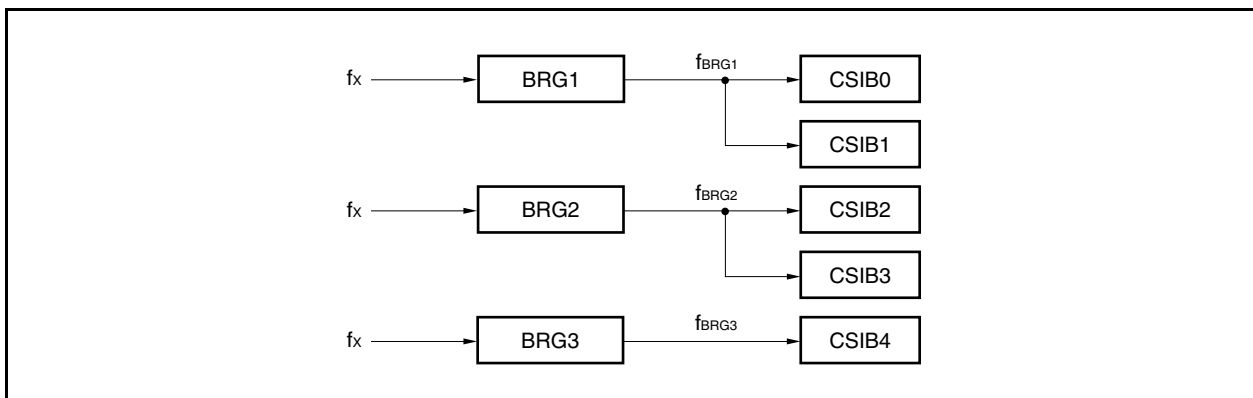 fX BRG1 fBRG1 CSIB0
CSIB1
fX BRG2 fBRG2 CSIB2
CSIB3
fX BRG3 fBRG3 CSIB4